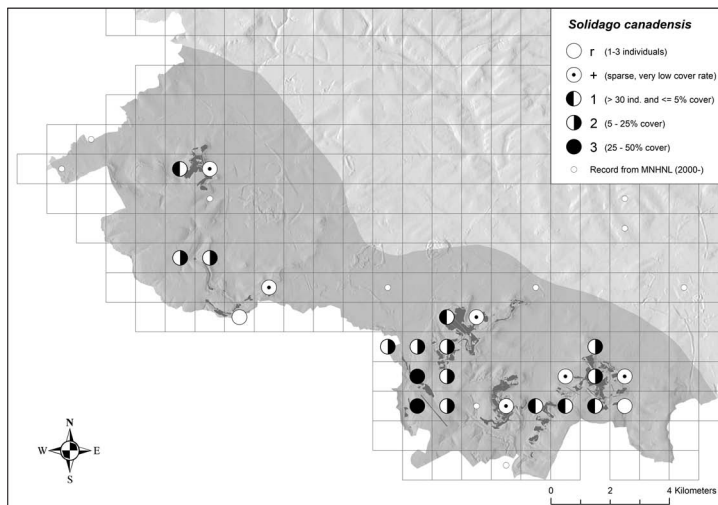 Solidago canadensis
r (1-3 individuals)
+ (sparse, very low cover rate)
1 (> 30 ind. and <= 5% cover)
2 (5 - 25% cover)
3 (25 - 50% cover)
Record from MNHNL (2000-)
N
W E
S
0 2 4 Kilometers